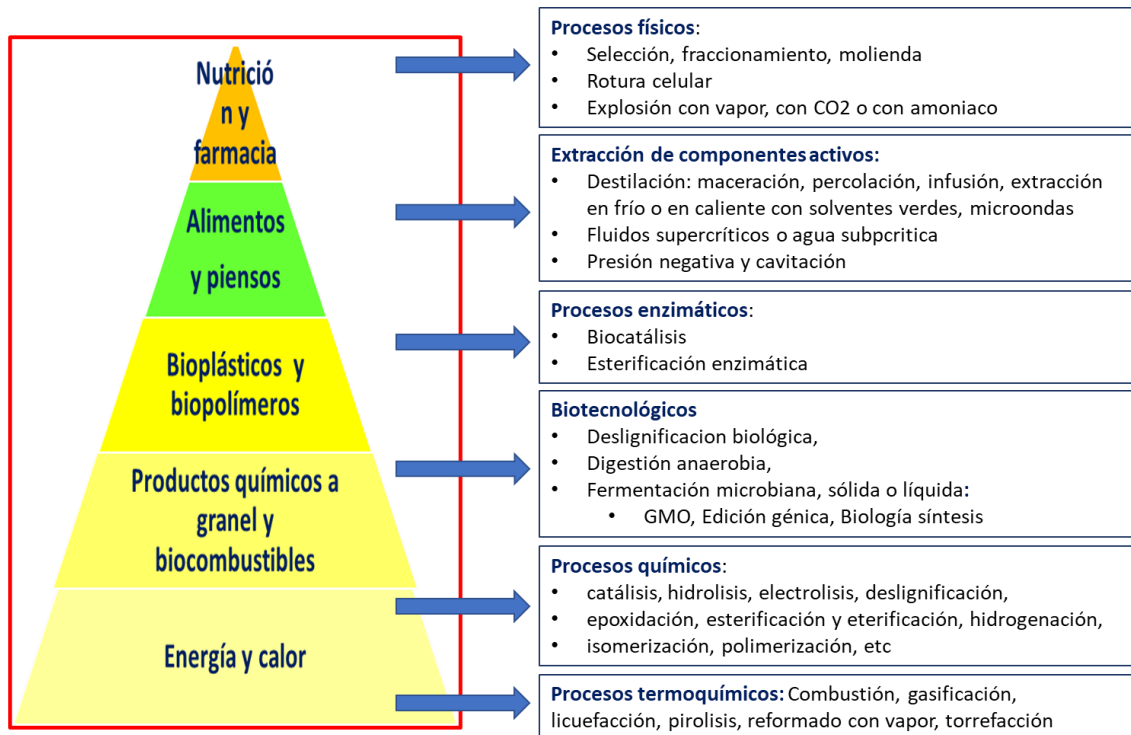 Nutrició
n y
farmacia
Alimentos
y piensos
Bioplásticos y
biopolímeros
Productos químicos a
granel y
biocombustibles
Energía y calor
Procesos físicos:
• Selección, fraccionamiento, molienda
• Rotura celular
• Explosión con vapor, con CO2 o con amoniaco
Extracción de componentes activos:
• Destilación: maceración, percolación, infusión, extracción
en frío o en caliente con solventes verdes, microondas
• Fluidos supercríticos o agua subpcritica
• Presión negativa y cavitación
Procesos enzimáticos:
• Biocatálisis
• Esterificación enzimática
Biotecnológicos
• Deslignificacion biológica,
• Digestión anaerobia,
• Fermentación microbiana, sólida o líquida:
• GMO, Edición génica, Biología síntesis
Procesos químicos:
• catálisis, hidrolisis, electrolisis, deslignificación,
• epoxidación, esterificación y eterificación, hidrogenación,
• isomerización, polimerización, etc
Procesos termoquímicos: Combustión, gasificación,
licuefacción, pirolisis, reformado con vapor, torrefacción